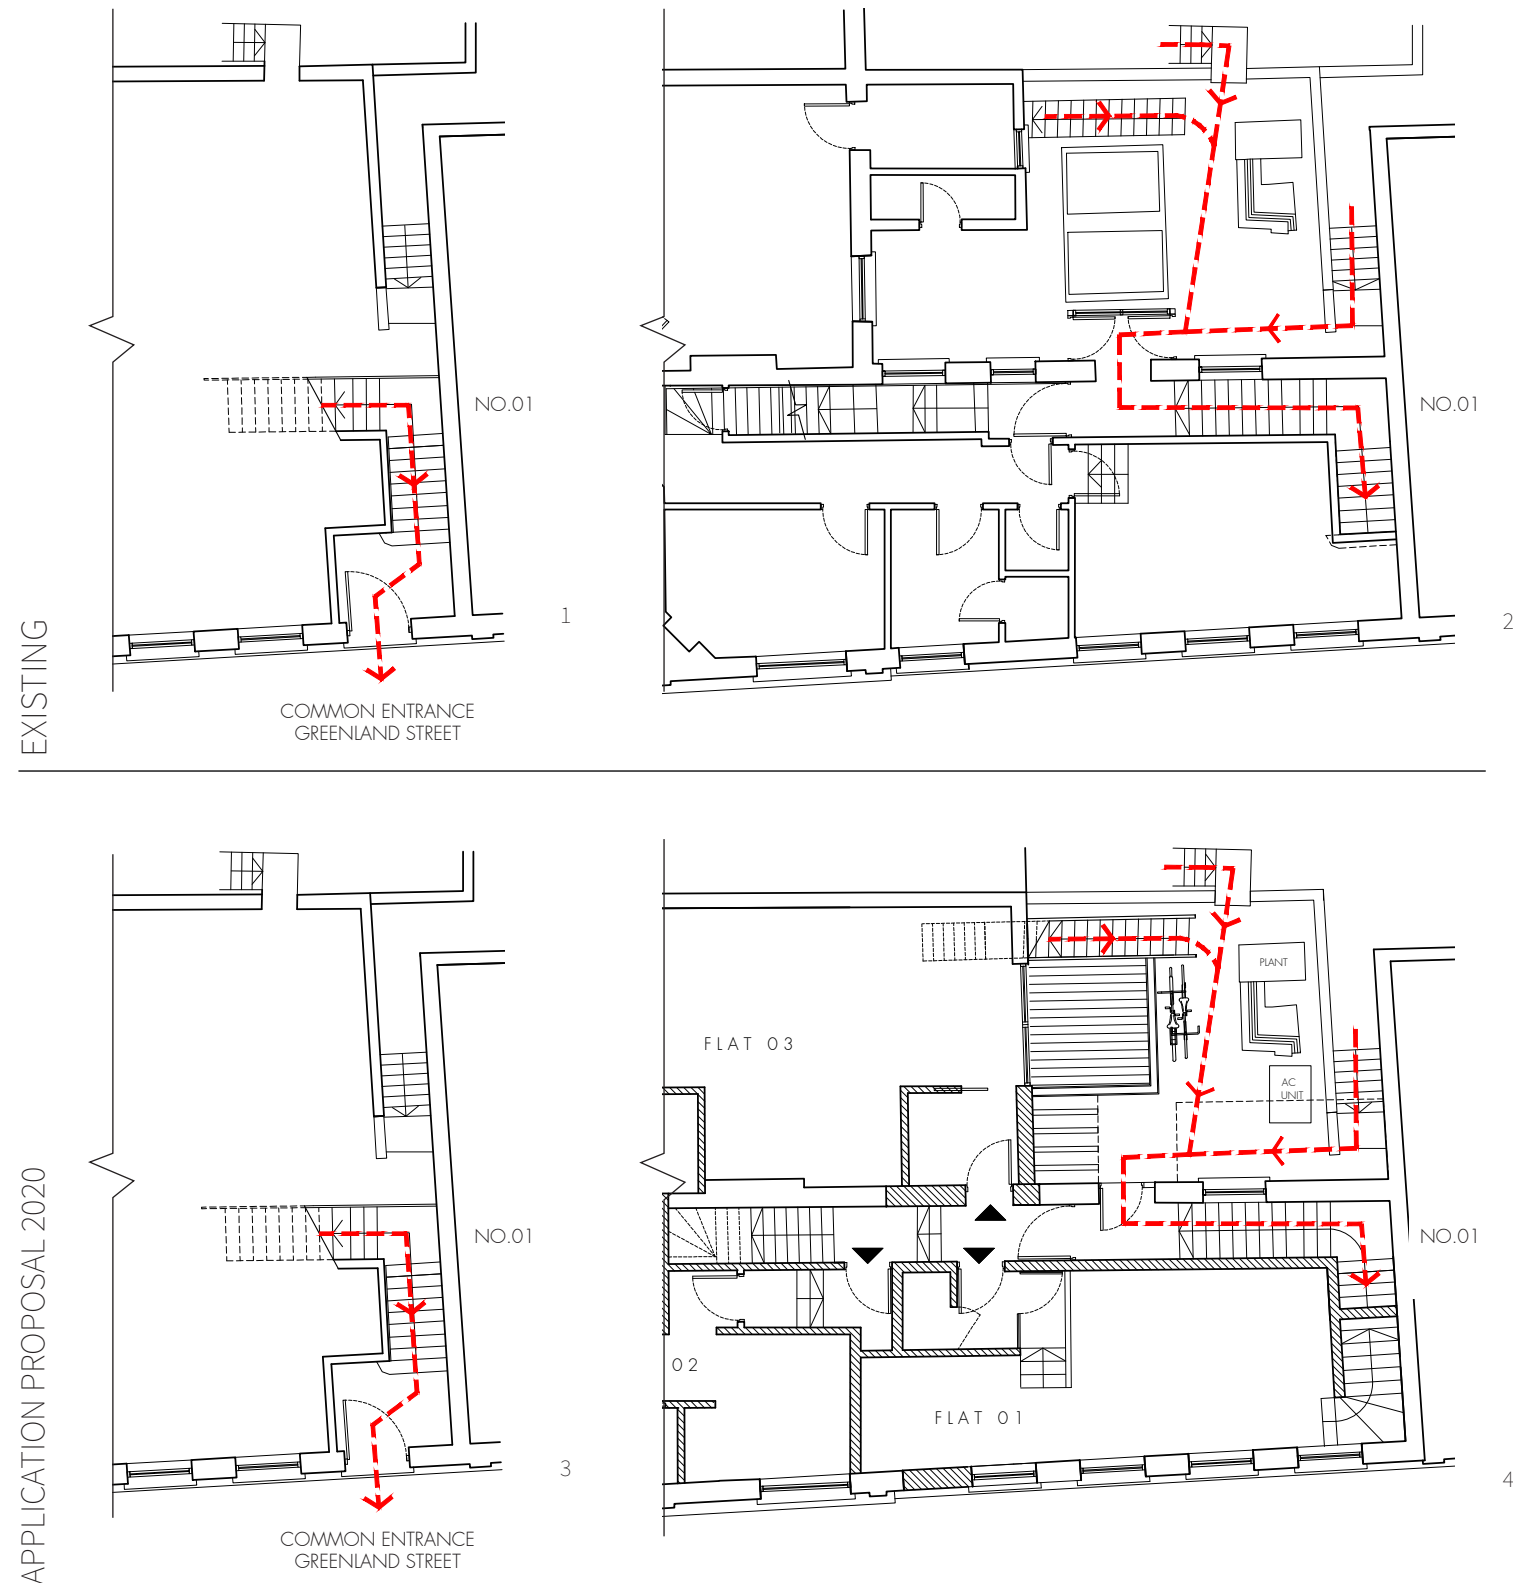 EXISTING
NO.01
1
COMMON ENTRANCE
GREENLAND STREET
NO.01
2
APPLICATION PROPOSAL 2020
NO.01
3
COMMON ENTRANCE
GREENLAND STREET
PLANT
FLAT 03
AC
UNIT
NO.01
02
FLAT 01
4